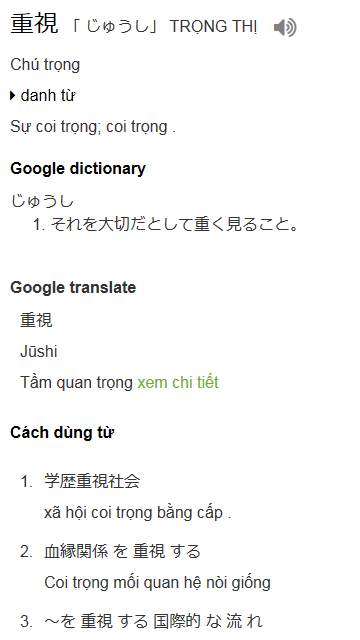 重視 「 じゅうし」 TRỌNG THỊ
Chú trọng
danh từ
Sự coi trọng; coi trọng .
Google dictionary
じゅうし
1. それを大切だとして重く見ること。
Google translate
重視
Jūshi
Tầm quan trọng xem chi tiết
Cách dùng từ
1. 学歴重視社会
xã hội coi trọng bằng cấp .
2. 血縁関係 を 重視 する
Coi trọng mối quan hệ nòi giống
3. ～を 重視 する 国際的 な 流 れ